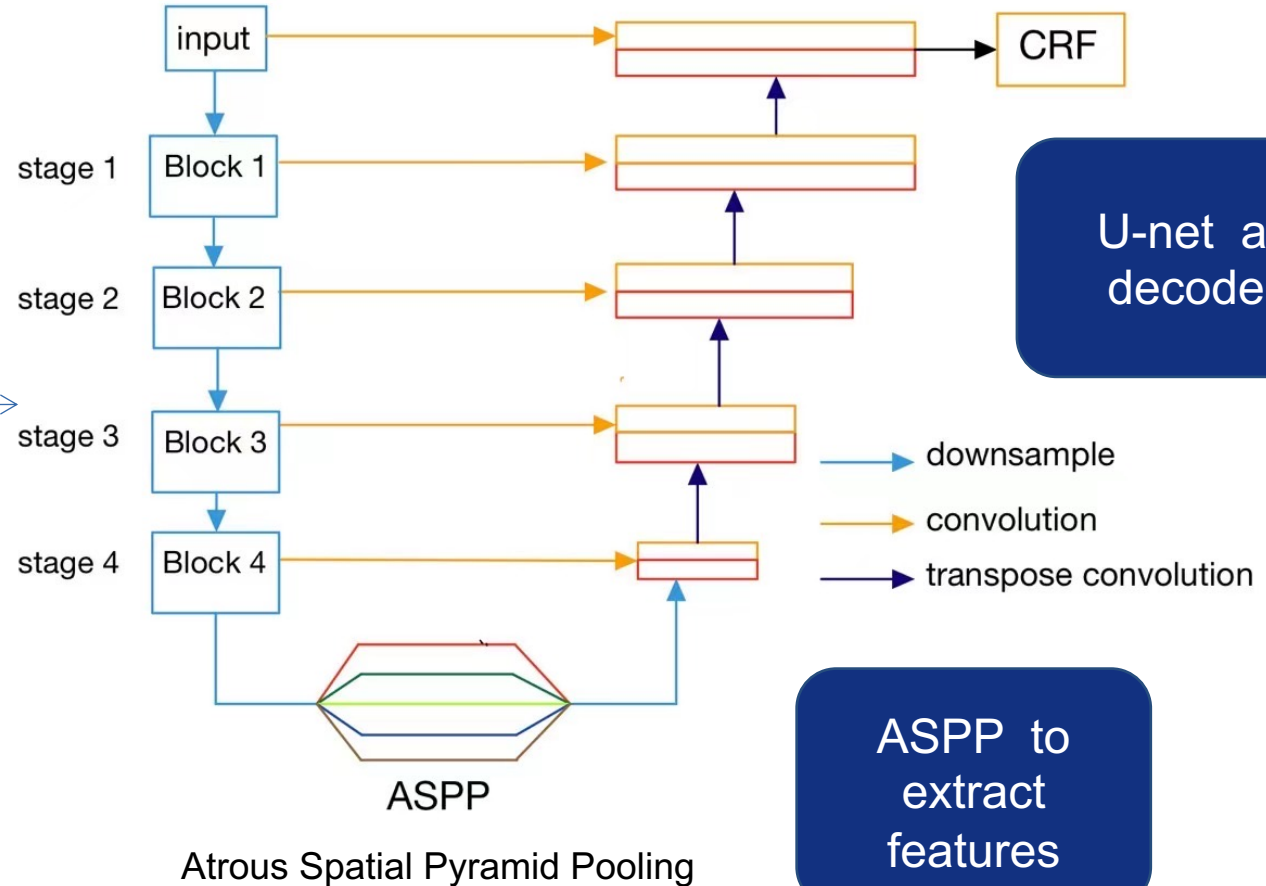 input
CRF
stage 1
Block 1
U-net a
decode
stage 2
Block 2
stage 3
Block 3
downsample
convolution
stage 4
Block 4
transpose convolution
ASPP
ASPP to
extract
features
Atrous Spatial Pyramid Pooling